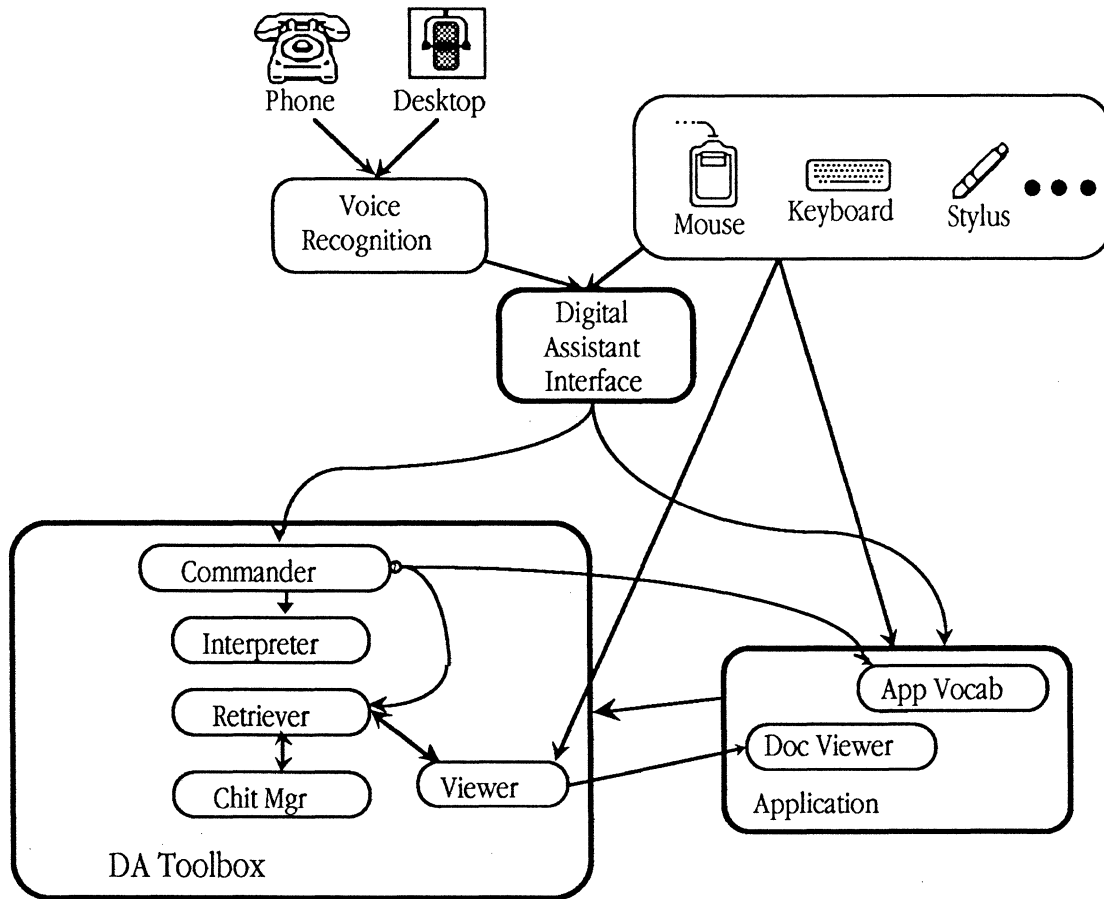 Phone
Desktop
Voice
Recognition
Mouse
Keyboard
Stylus
Digital
Assistant
Interface
Commander
Interpreter
Retriever
Chit Mgr
Viewer
DA Toolbox
App Vocab
Doc Viewer
Application